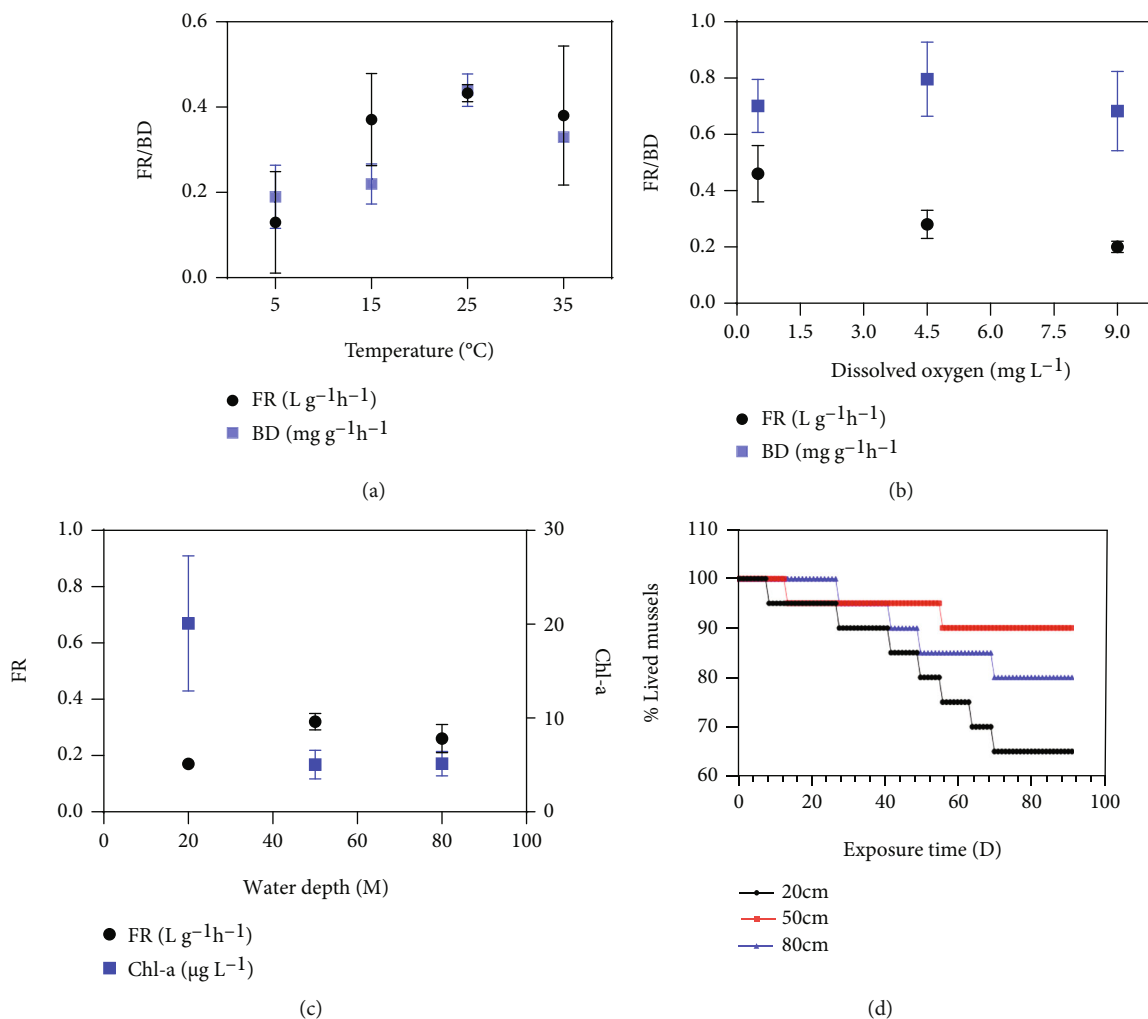 0.6
0.4
0.2
0.0
FR/BD
5 15 25 35
Temperature (°C)
FR (L g⁻¹h⁻¹)
BD (mg g⁻¹h⁻¹
(a)
1.0
0.8
0.6
0.4
0.2
0.0
FR/BD
0.0 1.5 3.0 4.5 6.0 7.5 9.0
Dissolved oxygen (mg L⁻¹)
FR (L g⁻¹h⁻¹)
BD (mg g⁻¹h⁻¹
(b)
1.0
0.8
0.6
0.4
0.2
0.0
FR
30
20
10
0
Chl-a
0 20 40 60 80 100
Water depth (M)
FR (L g⁻¹h⁻¹)
Chl-a (µg L⁻¹)
(c)
110
100
90
80
70
60
% Lived mussels
0 20 40 60 80 100
Exposure time (D)
20cm
50cm
80cm
(d)